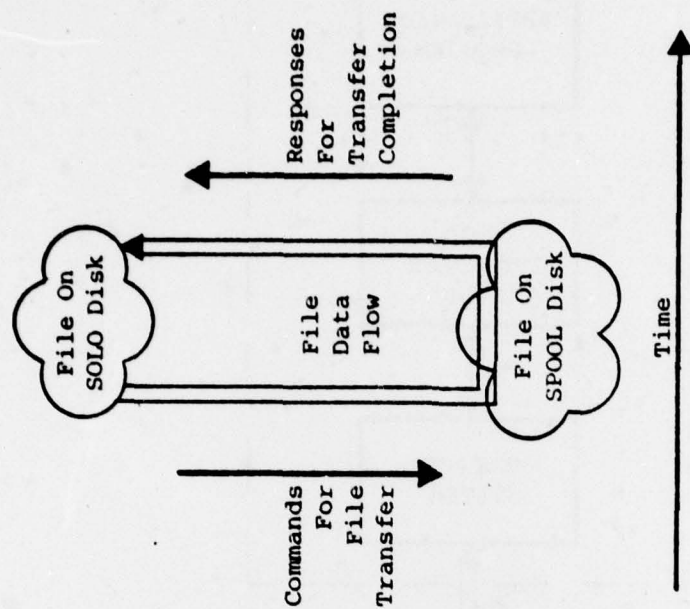 File On
SOLO Disk
Commands
For
File
Transfer
File
Data
Flow
Responses
For
Transfer
Completion
File On
SPOOL Disk
Time